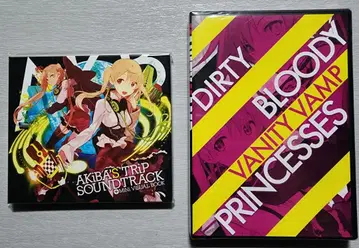 AKIBA'S TRIP
SOUNDTRACK
MINI VISUAL BOOK
DIRTY
BLOODY
VANITY VAMP
PRINCESSES